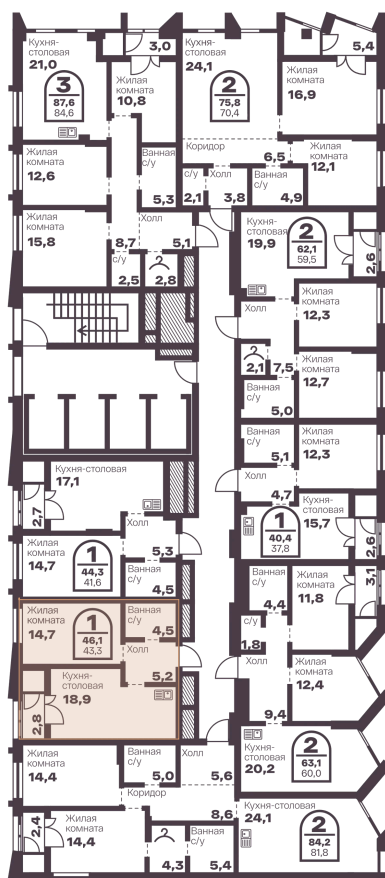 Кухня-
столовая
21,0
3
87,6
84,6
3,0
Жилая
комната
10,8
Кухня-
столовая
24,1
2
75,8
70,4
5,4
Жилая
комната
16,9
Жилая
комната
12,6
Ванная
с/у
5,3
Коридор
6,5
Жилая
комната
12,1
с/у
2,1
Холл
3,8
Ванная
с/у
4,9
Жилая
комната
15,8
8,7
Холл
5,1
с/у
2,5
2,8
Кухня-столовая
19,9
2
62,1
59,5
2,6
Холл
Жилая
комната
12,3
2,1
7,5
Жилая
комната
12,7
Ванная
с/у
5,0
Ванная
с/у
5,1
Жилая
комната
12,3
Холл
4,7
Кухня-
столовая
15,7
1
40,4
37,8
2,6
Кухня-столовая
17,1
2,7
Холл
5,3
Жилая
комната
14,7
1
44,3
41,6
Ванная
с/у
4,5
Жилая
комната
14,7
1
46,1
43,3
Ванная
с/у
4,5
Холл
5,2
Кухня-
столовая
18,9
2,8
Ванная
с/у
4,4
Жилая
комната
11,8
3,1
с/у
1,8
Холл
9,4
Жилая
комната
12,4
Кухня-
столовая
20,2
2
63,1
60,0
Жилая
комната
14,4
Ванная
с/у
5,0
Холл
5,6
Коридор
8,6
2,4
Жилая
комната
14,4
4,3
Ванная
с/у
5,4
Кухня-столовая
24,1
2
84,2
81,8